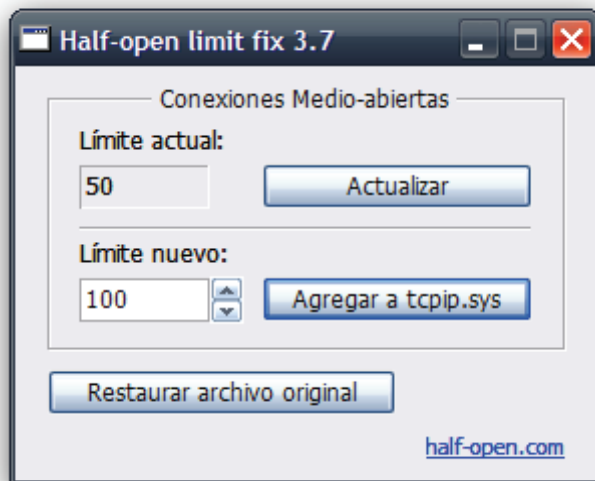 Half-open limit fix 3.7
Conexiones Medio-abiertas
Límite actual:
50 Actualizar
Límite nuevo:
100 Agregar a tcpip.sys
Restaurar archivo original
half-open.com